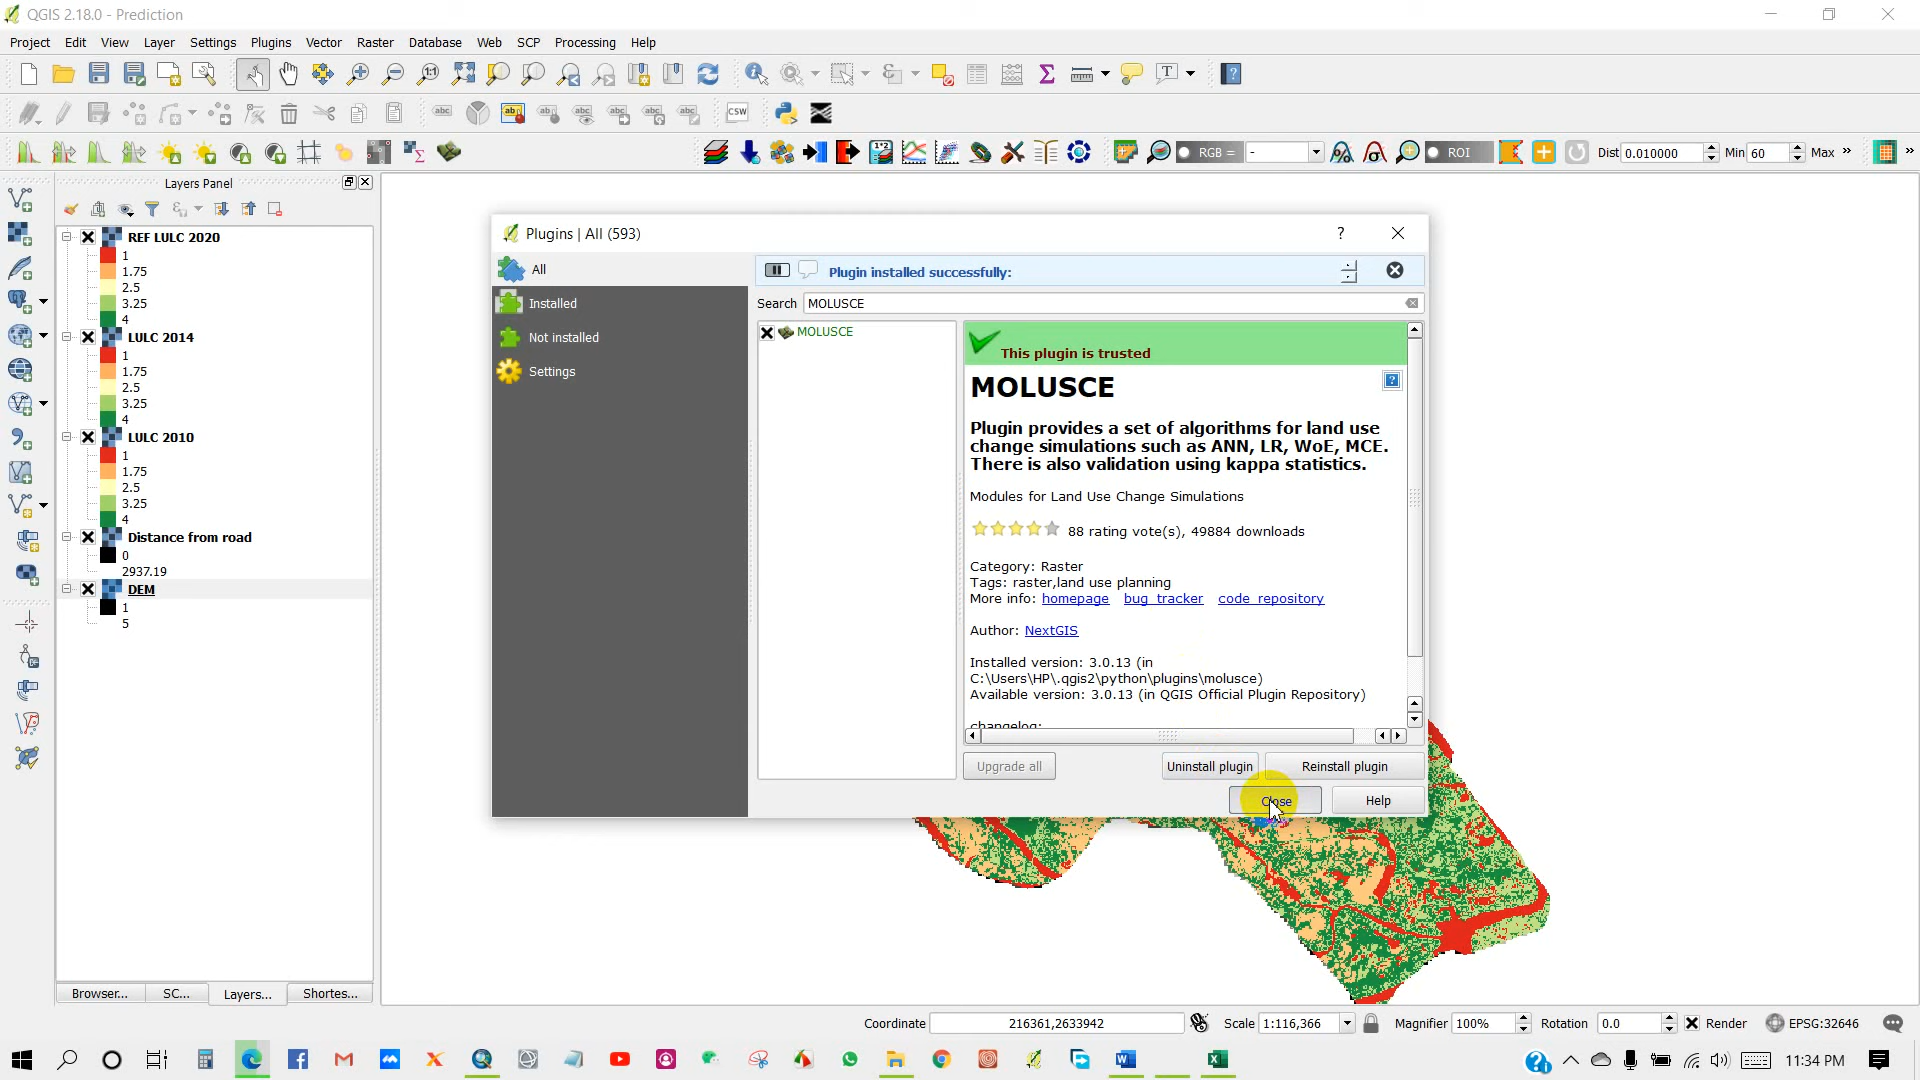 QGIS 2.18.0 - Prediction
Project Edit View Layer Settings Plugins Vector Raster Database Web SCP Processing Help
RGB = - ROI Dist 0.010000 Min 60 Max »
Layers Panel
REF LULC 2020
1
1.75
2.5
3.25
4
LULC 2014
1
1.75
2.5
3.25
4
LULC 2010
1
1.75
2.5
3.25
4
Distance from road
0
2937.19
DEM
1
5
Browser... SC... Layers... Shortes...
Plugins | All (593)
All
Installed
Not installed
Settings
Plugin installed successfully:
Search MOLUSCE
MOLUSCE
This plugin is trusted
MOLUSCE
Plugin provides a set of algorithms for land use
change simulations such as ANN, LR, WoE, MCE.
There is also validation using kappa statistics.
Modules for Land Use Change Simulations
88 rating vote(s), 49884 downloads
Category: Raster
Tags: raster,land use planning
More info: homepage bug_tracker code_repository
Author: NextGIS
Installed version: 3.0.13 (in
C:\Users\HP\.qgis2\python\plugins\molusce)
Available version: 3.0.13 (in QGIS Official Plugin Repository)
changelog:
Upgrade all Uninstall plugin Reinstall plugin
Close Help
Coordinate 216361,2633942 Scale 1:116,366 Magnifier 100% Rotation 0.0 Render EPSG:32646
11:34 PM